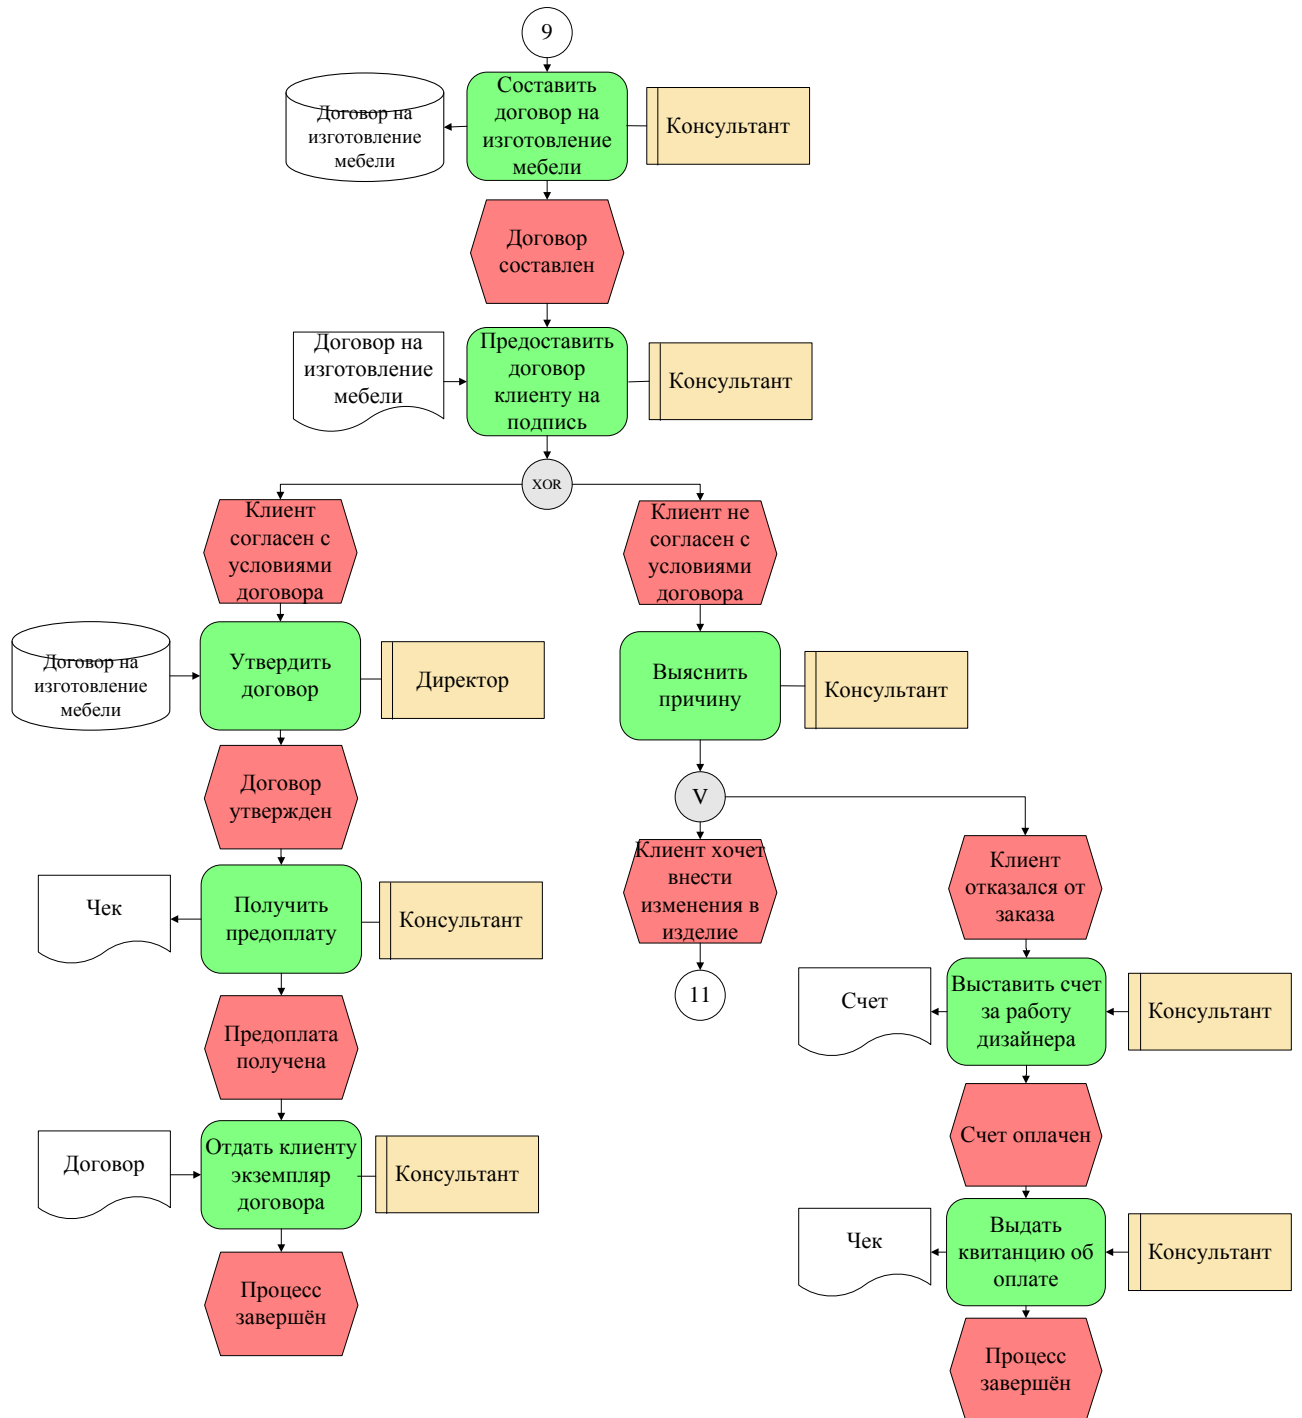 9
Договор на
изготовление
мебели
Составить
договор на
изготовление
мебели
Консультант
Договор
составлен
Договор на
изготовление
мебели
Предоставить
договор
клиенту на
подпись
Консультант
XOR
Клиент
согласен с
условиями
договора
Клиент не
согласен с
условиями
договора
Договор на
изготовление
мебели
Утвердить
договор
Директор
Выяснить
причину
Консультант
Договор
утвержден
V
Клиент хочет
внести
изменения в
изделие
Клиент
отказался от
заказа
Чек
Получить
предоплату
Консультант
11
Счет
Выставить счет
за работу
дизайнера
Консультант
Предоплата
получена
Счет оплачен
Договор
Отдать клиенту
экземпляр
договора
Консультант
Чек
Выдать
квитанцию об
оплате
Консультант
Процесс
завершён
Процесс
завершён